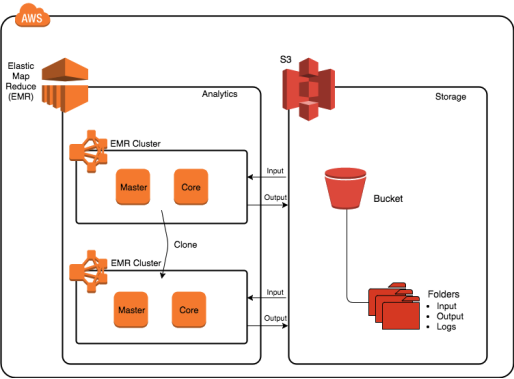 AWS
Elastic
Map
Reduce
(EMR)
Analytics
S3
Storage
EMR Cluster
Master
Core
Input
Output
Clone
EMR Cluster
Master
Core
Input
Output
Bucket
Folders
• Input
• Output
• Logs